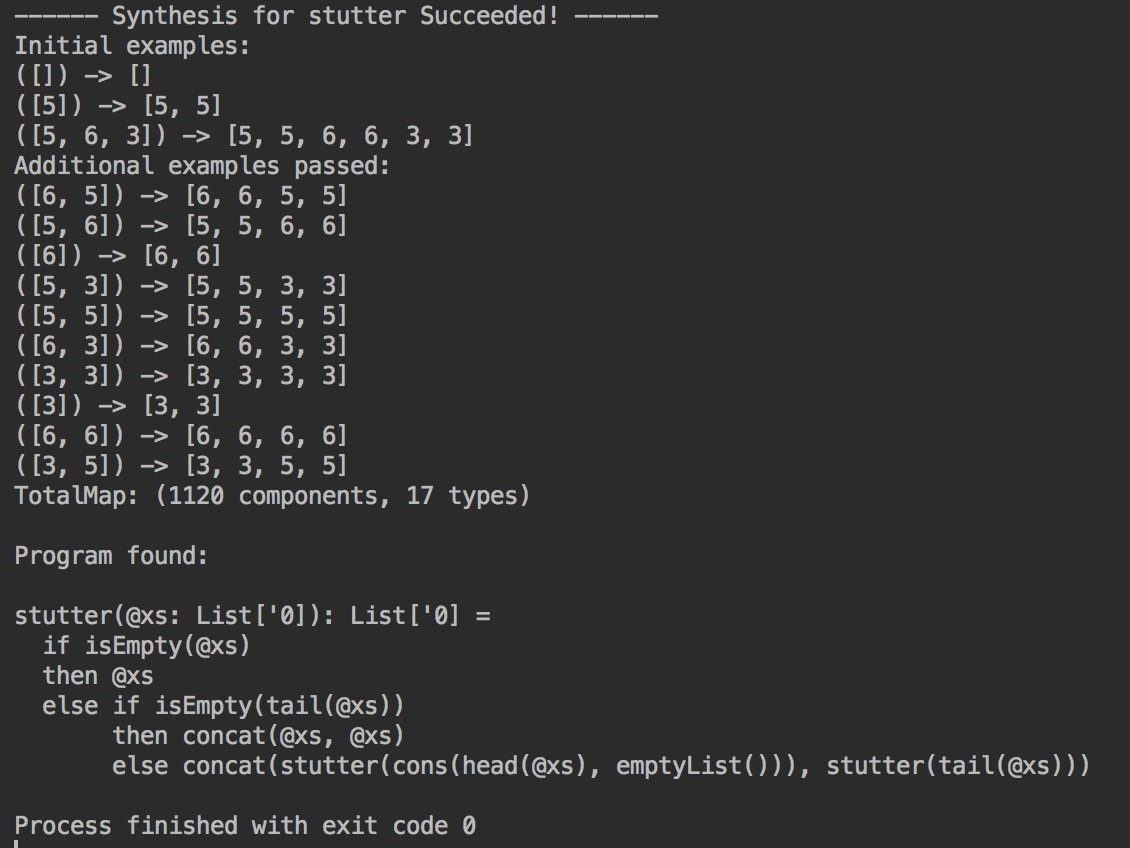 ------ Synthesis for stutter Succeeded! ------
Initial examples:
([]) -> []
([5]) -> [5, 5]
([5, 6, 3]) -> [5, 5, 6, 6, 3, 3]
Additional examples passed:
([6, 5]) -> [6, 6, 5, 5]
([5, 6]) -> [5, 5, 6, 6]
([6]) -> [6, 6]
([5, 3]) -> [5, 5, 3, 3]
([5, 5]) -> [5, 5, 5, 5]
([6, 3]) -> [6, 6, 3, 3]
([3, 3]) -> [3, 3, 3, 3]
([3]) -> [3, 3]
([6, 6]) -> [6, 6, 6, 6]
([3, 5]) -> [3, 3, 5, 5]
TotalMap: (1120 components, 17 types)

Program found:

stutter(@xs: List['0]): List['0] =
  if isEmpty(@xs)
  then @xs
  else if isEmpty(tail(@xs))
       then concat(@xs, @xs)
       else concat(stutter(cons(head(@xs), emptyList())), stutter(tail(@xs)))

Process finished with exit code 0